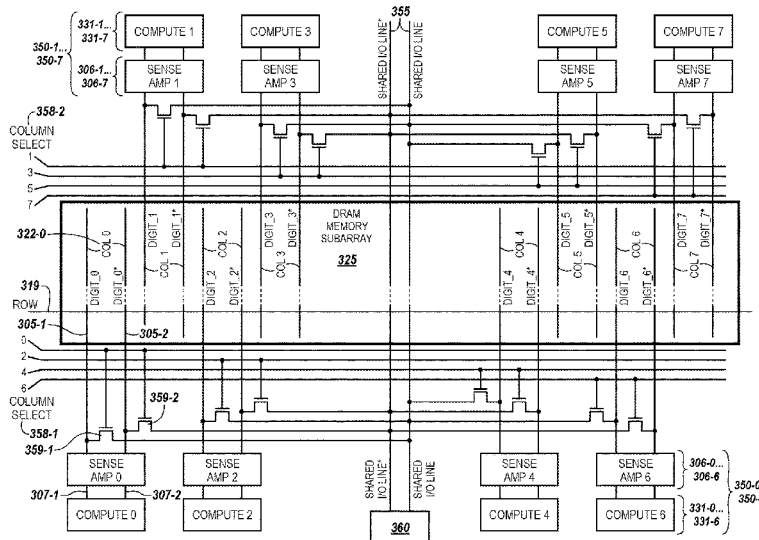 331-1...
331-7
350-1...
350-7
306-1...
306-7
COMPUTE 1
COMPUTE 3
SENSE
AMP 1
SENSE
AMP 3
355
SHARED I/O LINE*
SHARED I/O LINE
COMPUTE 5
COMPUTE 7
SENSE
AMP 5
SENSE
AMP 7
358-2
COLUMN
SELECT
1
3
5
7
322-0
COL 0
DIGIT_0
DIGIT_0*
DIGIT_1
DIGIT_1*
COL 1
COL 2
DIGIT_2
DIGIT_2*
DIGIT_3
DIGIT_3*
COL 3
DRAM
MEMORY
SUBARRAY
325
COL 4
DIGIT_4
DIGIT_4*
DIGIT_5
DIGIT_5*
COL 5
COL 6
DIGIT_6
DIGIT_6*
DIGIT_7
DIGIT_7*
COL 7
319
ROW
305-1
305-2
0
2
4
6
COLUMN
SELECT
358-1
359-1
359-2
SENSE
AMP 0
SENSE
AMP 2
SHARED
I/O LINE*
SHARED
I/O LINE
SENSE
AMP 4
SENSE
AMP 6
306-0...
306-6
307-1
307-2
COMPUTE 0
COMPUTE 2
360
COMPUTE 4
COMPUTE 6
331-0...
331-6